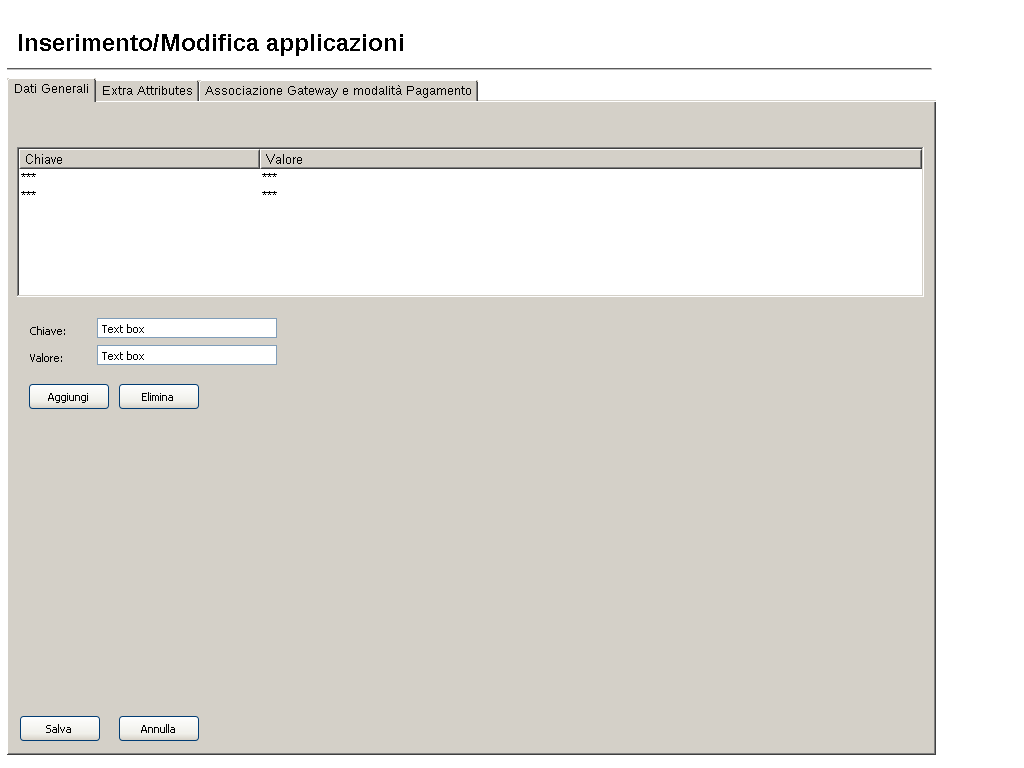 Inserimento/Modifica applicazioni
Dati Generali Extra Attributes Associazione Gateway e modalità Pagamento
Chiave Valore
*** ***
*** ***
Chiave: Text box
Valore: Text box
Aggiungi Elimina
Salva Annulla